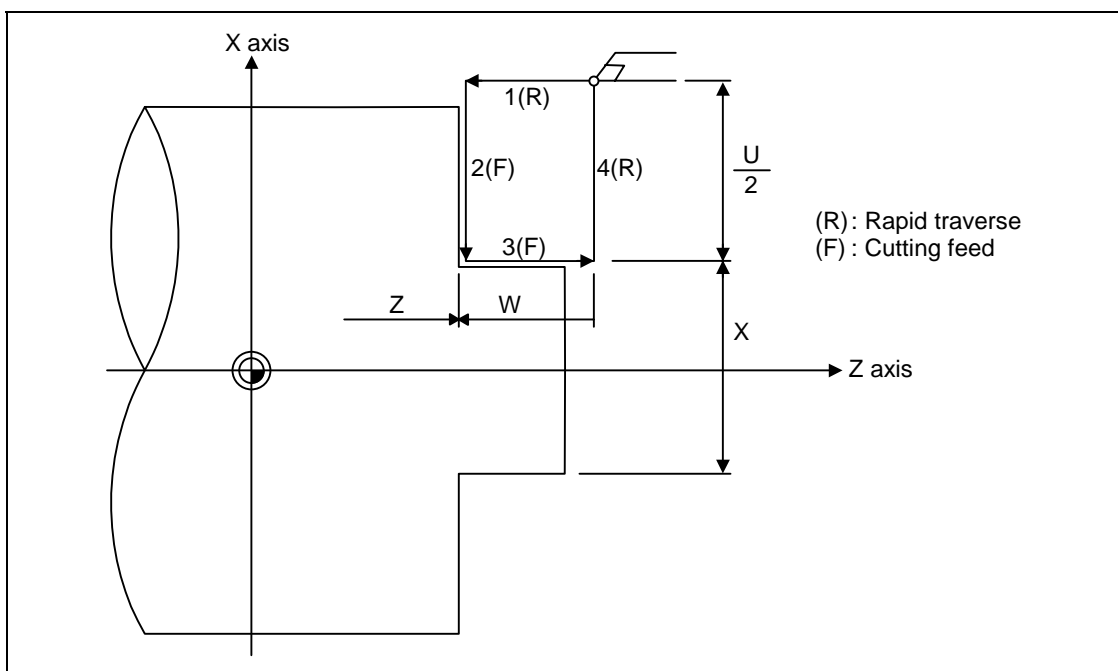 X axis
1(R)
2(F)
4(R)
U
2
(R) : Rapid traverse
(F) : Cutting feed
3(F)
Z
W
X
Z axis